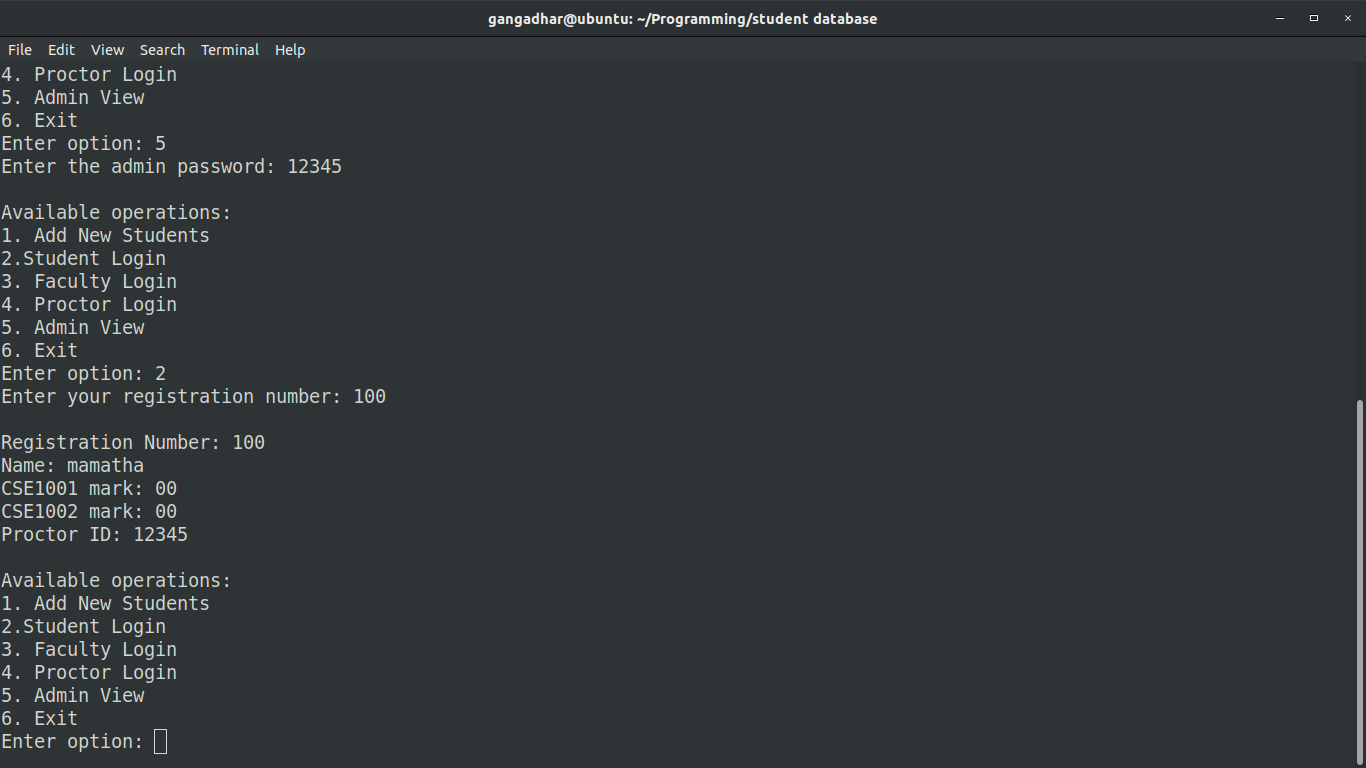 gangadhar@ubuntu: ~/Programming/student database
File Edit View Search Terminal Help
4. Proctor Login
5. Admin View
6. Exit
Enter option: 5
Enter the admin password: 12345
Available operations:
1. Add New Students
2.Student Login
3. Faculty Login
4. Proctor Login
5. Admin View
6. Exit
Enter option: 2
Enter your registration number: 100
Registration Number: 100
Name: mamatha
CSE1001 mark: 00
CSE1002 mark: 00
Proctor ID: 12345
Available operations:
1. Add New Students
2.Student Login
3. Faculty Login
4. Proctor Login
5. Admin View
6. Exit
Enter option: